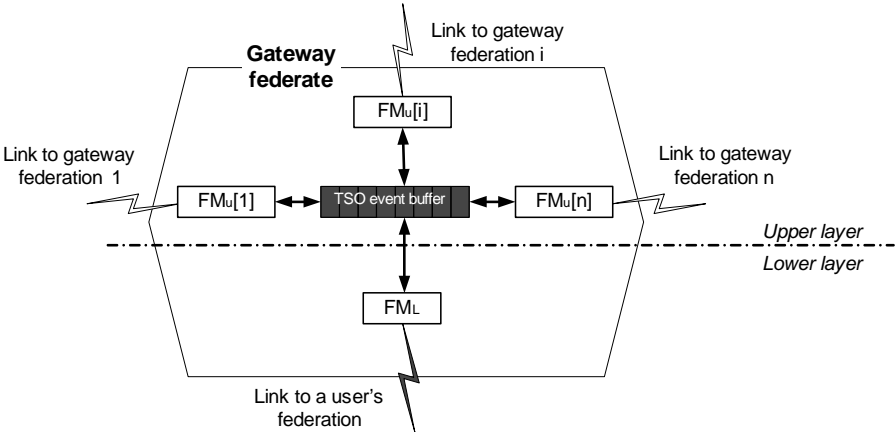 Link to gateway
federation i
Gateway
federate
FMu[i]
Link to gateway
federation 1
Link to gateway
federation n
FMu[1]
TSO event buffer
FMu[n]
Upper layer
Lower layer
FML
Link to a user's
federation